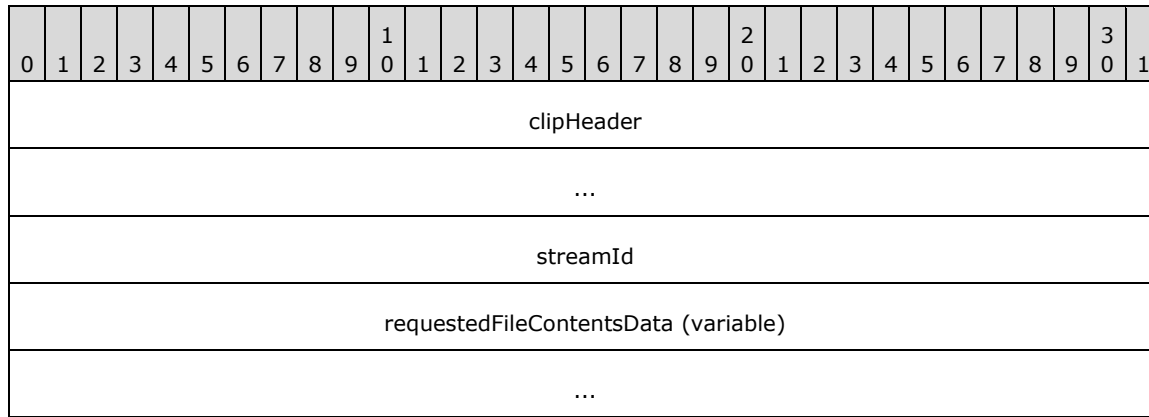 1 2 3
0 1 2 3 4 5 6 7 8 9 0 1 2 3 4 5 6 7 8 9 0 1 2 3 4 5 6 7 8 9 0 1
clipHeader
...
streamId
requestedFileContentsData (variable)
...